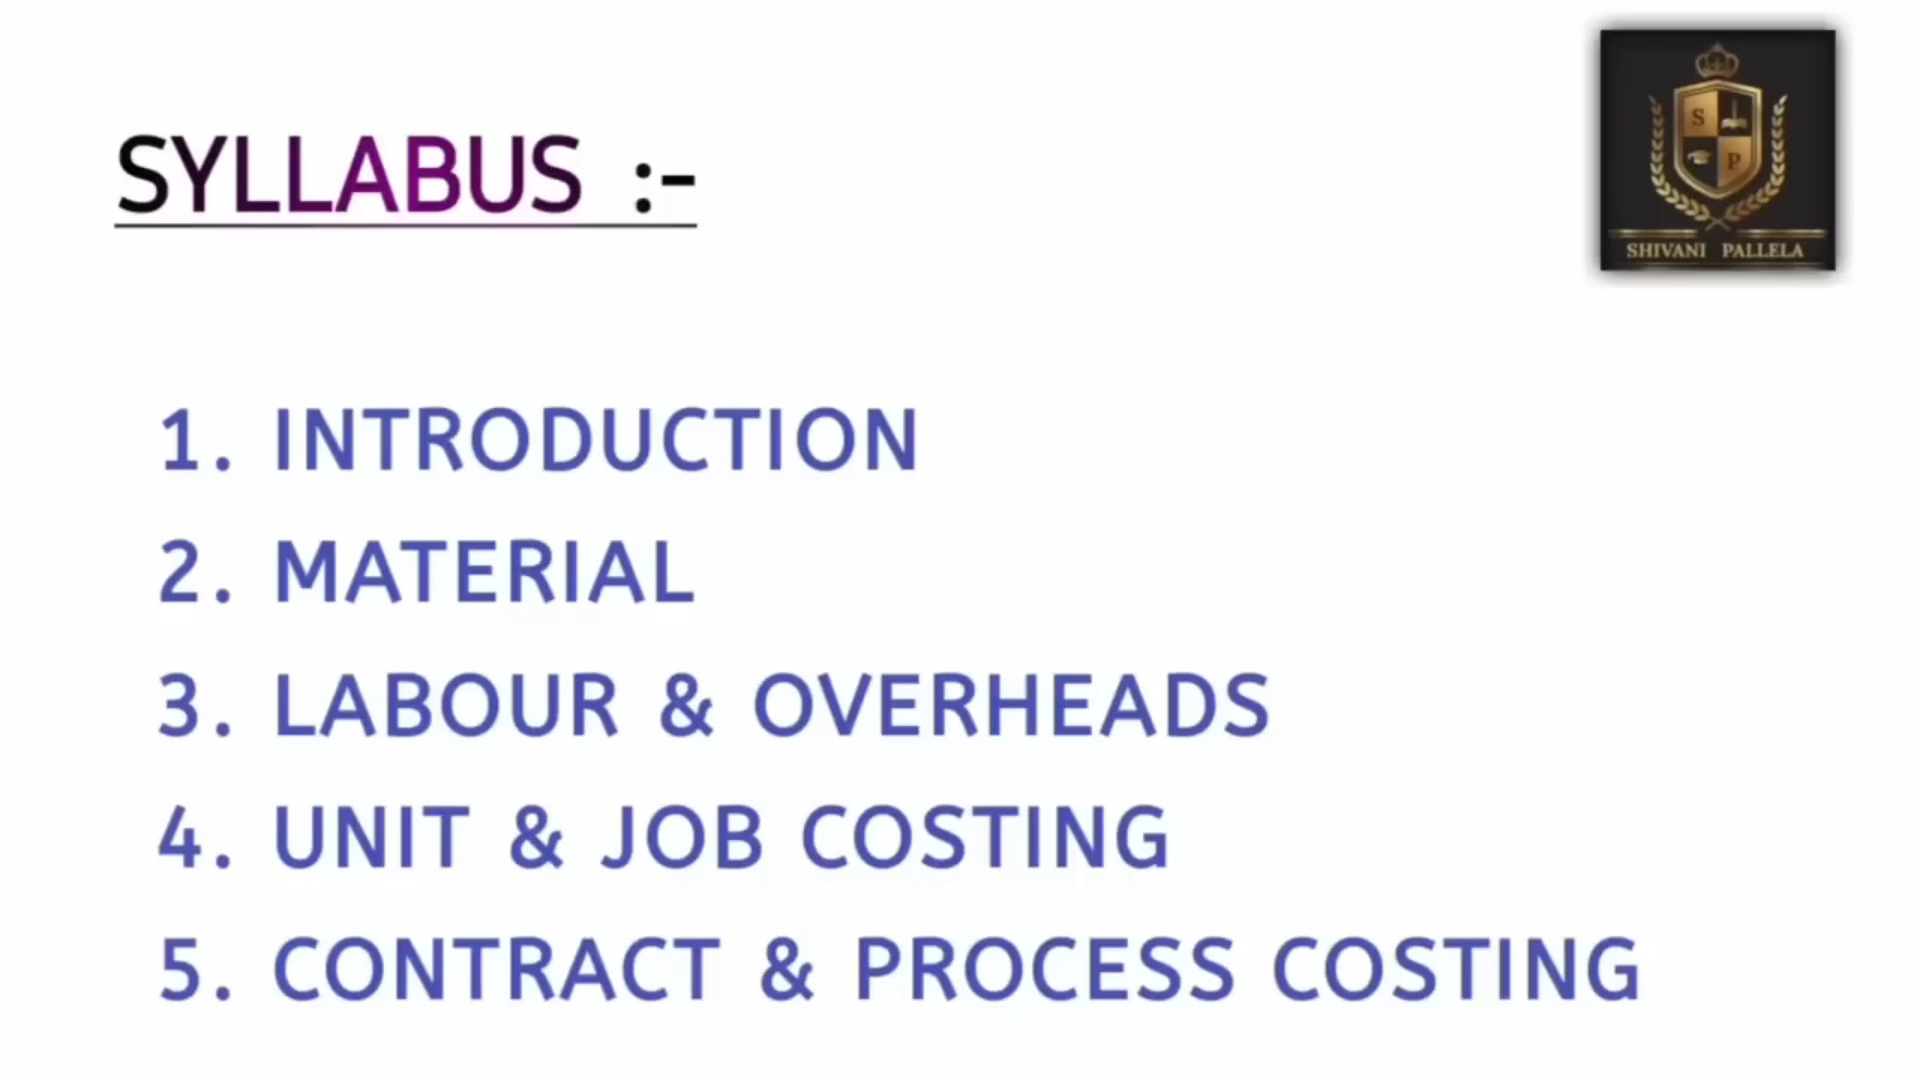 SYLLABUS :-
S
P
SHIVANI PALLELA
1. INTRODUCTION
2. MATERIAL
3. LABOUR & OVERHEADS
4. UNIT & JOB COSTING
5. CONTRACT & PROCESS COSTING